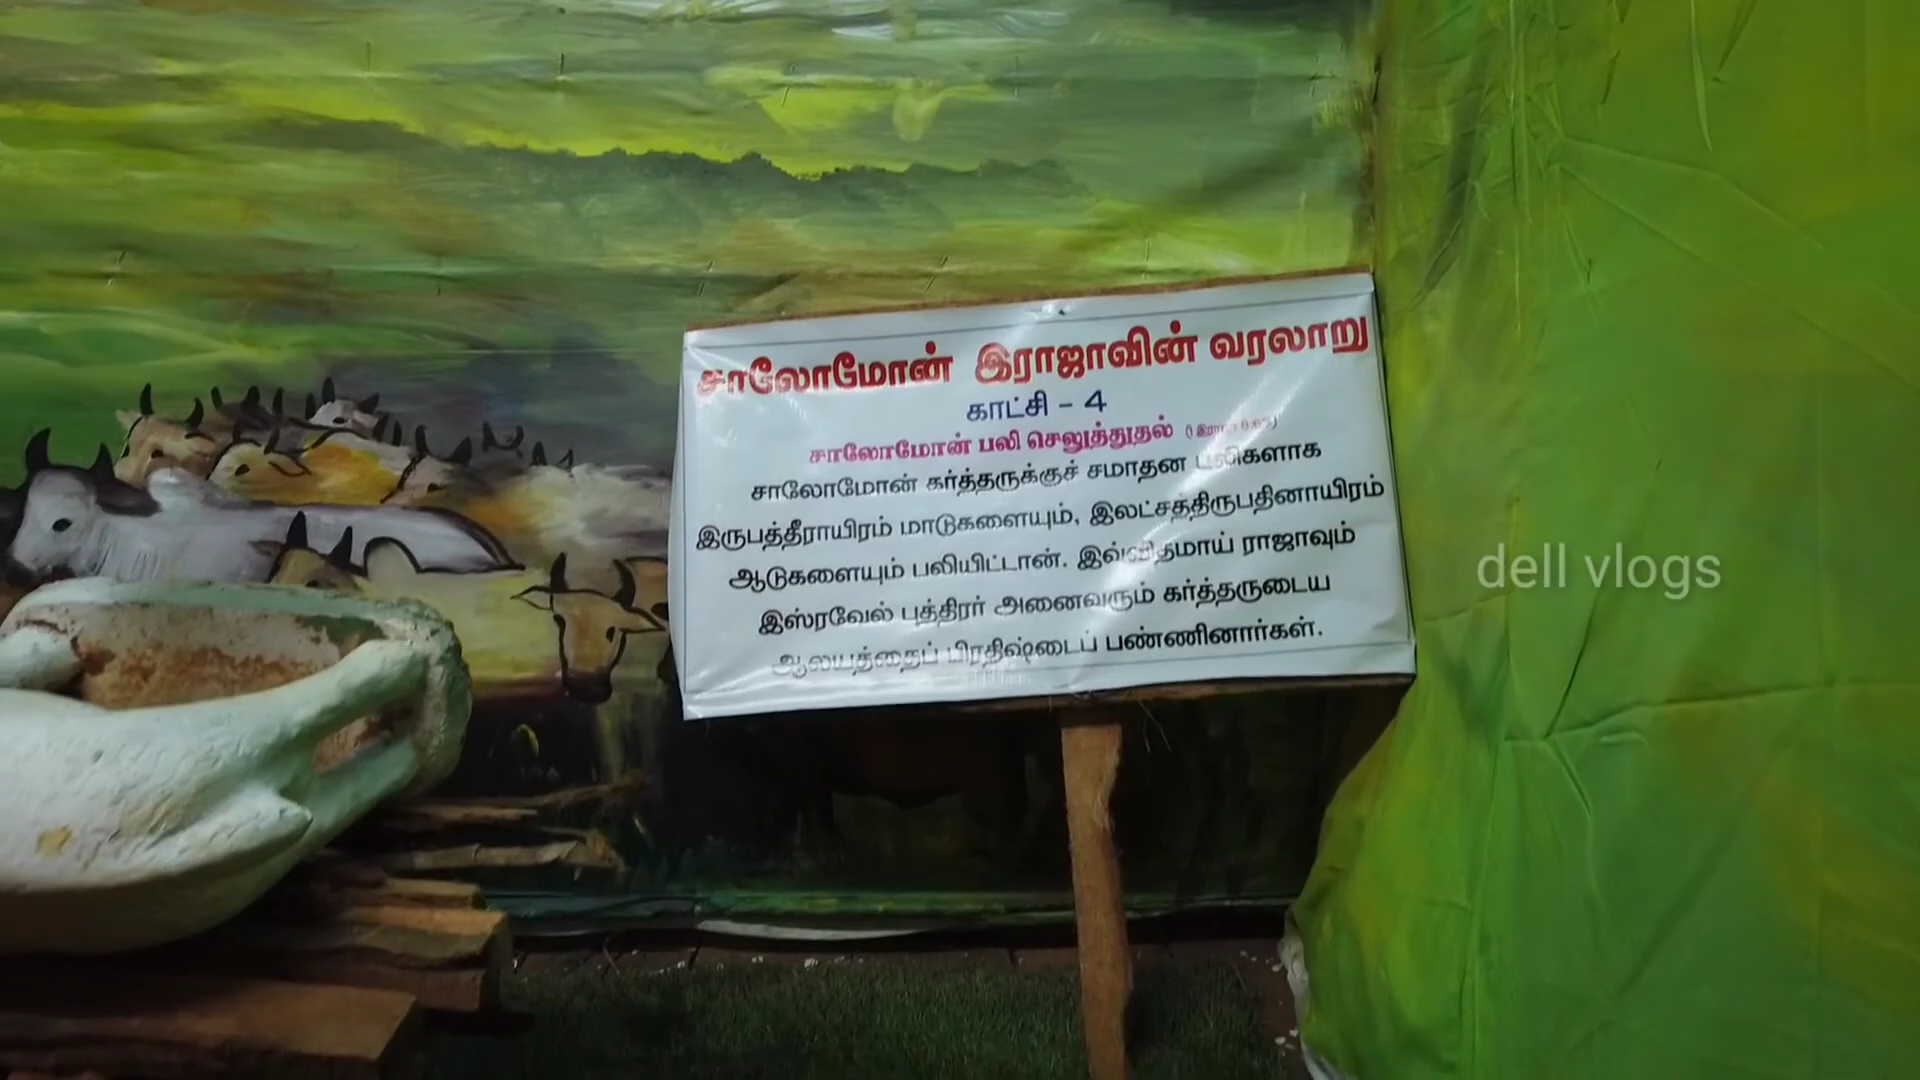 சாலோமோன் இராஜாவின் வரலாறு
காட்சி - 4
சாலோமோன் பலி செலுத்துதல்
சாலோமோன் கர்த்தருக்குச் சமாதன பலிகளாக
இருபத்தீராயிரம் மாடுகளையும், இலட்சத்திருபதினாயிரம்
ஆடுகளையும் பலியிட்டான். இவ்விதமாய் ராஜாவும்
இஸ்ரவேல் புத்திரர் அனைவரும் கர்த்தருடைய
ஆலயத்தைப் பிரதிஷ்டைப் பண்ணினார்கள்.
dell vlogs